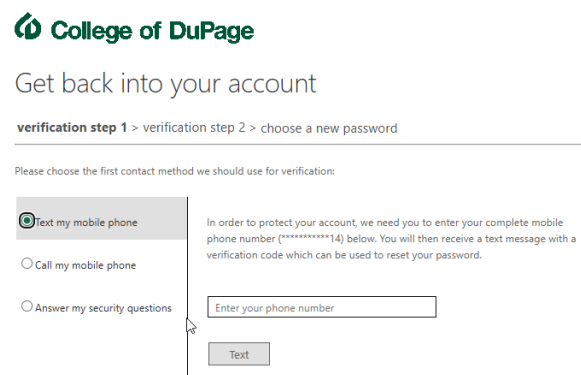 College of DuPage
Get back into your account
verification step 1 > verification step 2 > choose a new password
Please choose the first contact method we should use for verification:
Text my mobile phone
Call my mobile phone
Answer my security questions
In order to protect your account, we need you to enter your complete mobile
phone number (***********14) below. You will then receive a text message with a
verification code which can be used to reset your password.
Enter your phone number
Text